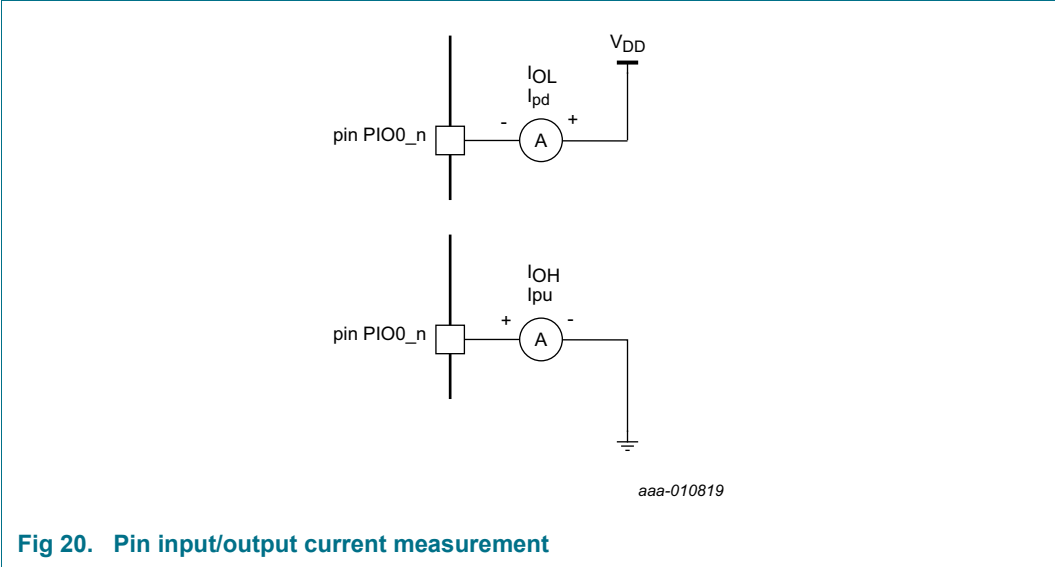 VDD
IOL
Ipd
- +
pin PIO0_n
A
IOH
Ipu
+ -
pin PIO0_n
A
aaa-010819
Fig 20. Pin input/output current measurement